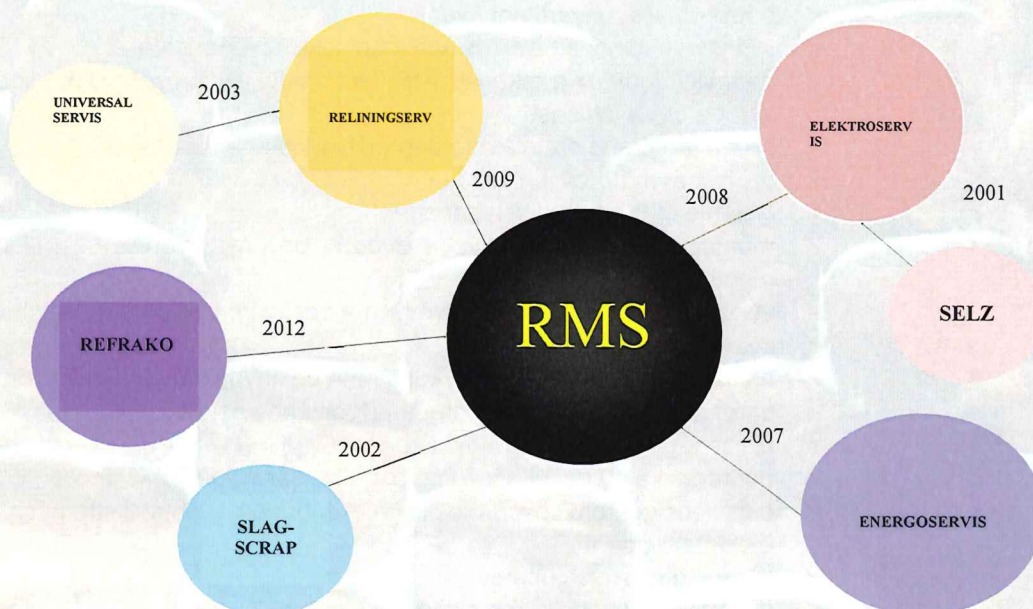 UNIVERSAL
SERVIS
2003
RELININGSERV
ELEKTROSERV
IS
2009
2008
2001
RMS
SELZ
REFRAKO
2012
2002
2007
SLAG-
SCRAP
ENERGOSERVIS